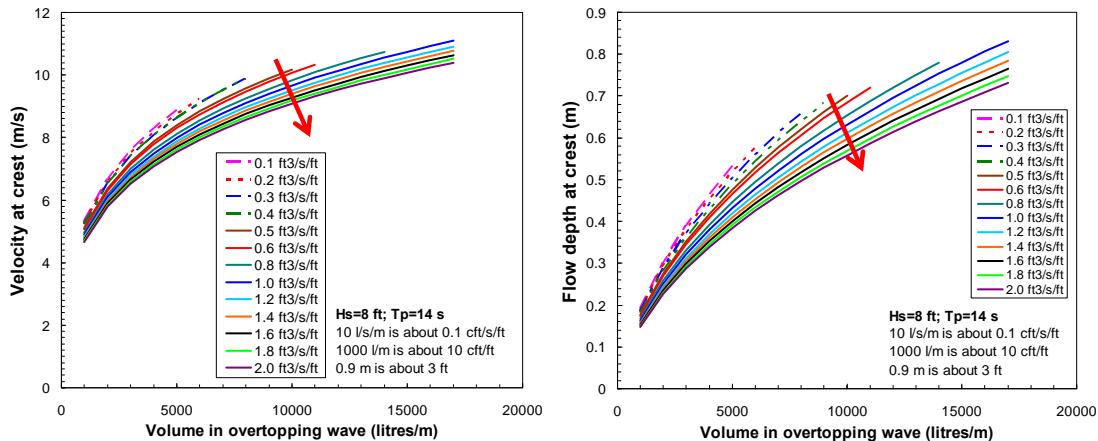 12
10
8
6
4
2
0
Velocity at crest (m/s)
0.1 ft3/s/ft
0.2 ft3/s/ft
0.3 ft3/s/ft
0.4 ft3/s/ft
0.5 ft3/s/ft
0.6 ft3/s/ft
0.8 ft3/s/ft
1.0 ft3/s/ft
1.2 ft3/s/ft
1.4 ft3/s/ft
1.6 ft3/s/ft
1.8 ft3/s/ft
2.0 ft3/s/ft
Hs=8 ft; Tp=14 s
10 l/s/m is about 0.1 cft/s/ft
1000 l/m is about 10 cft/ft
0.9 m is about 3 ft
0 5000 10000 15000 20000
Volume in overtopping wave (litres/m)
0.9
0.8
0.7
0.6
0.5
0.4
0.3
0.2
0.1
0
Flow depth at crest (m)
0.1 ft3/s/ft
0.2 ft3/s/ft
0.3 ft3/s/ft
0.4 ft3/s/ft
0.5 ft3/s/ft
0.6 ft3/s/ft
0.8 ft3/s/ft
1.0 ft3/s/ft
1.2 ft3/s/ft
1.4 ft3/s/ft
1.6 ft3/s/ft
1.8 ft3/s/ft
2.0 ft3/s/ft
Hs=8 ft; Tp=14 s
10 l/s/m is about 0.1 cft/s/ft
1000 l/m is about 10 cft/ft
0.9 m is about 3 ft
0 5000 10000 15000 20000
Volume in overtopping wave (litres/m)